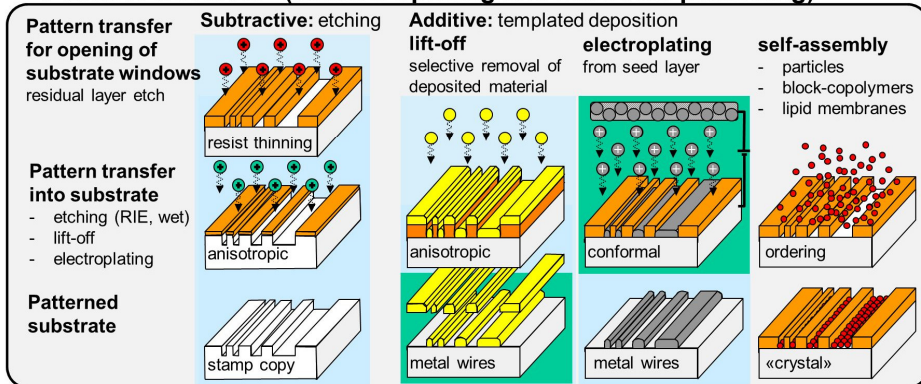 Pattern transfer
for opening of
substrate windows
residual layer etch
Subtractive: etching
resist thinning
Additive: templated deposition
lift-off
selective removal of
deposited material
electroplating
from seed layer
self-assembly
- particles
- block-copolymers
- lipid membranes
Pattern transfer
into substrate
- etching (RIE, wet)
- lift-off
- electroplating
anisotropic
anisotropic
conformal
ordering
Patterned
substrate
stamp copy
metal wires
metal wires
«crystal»